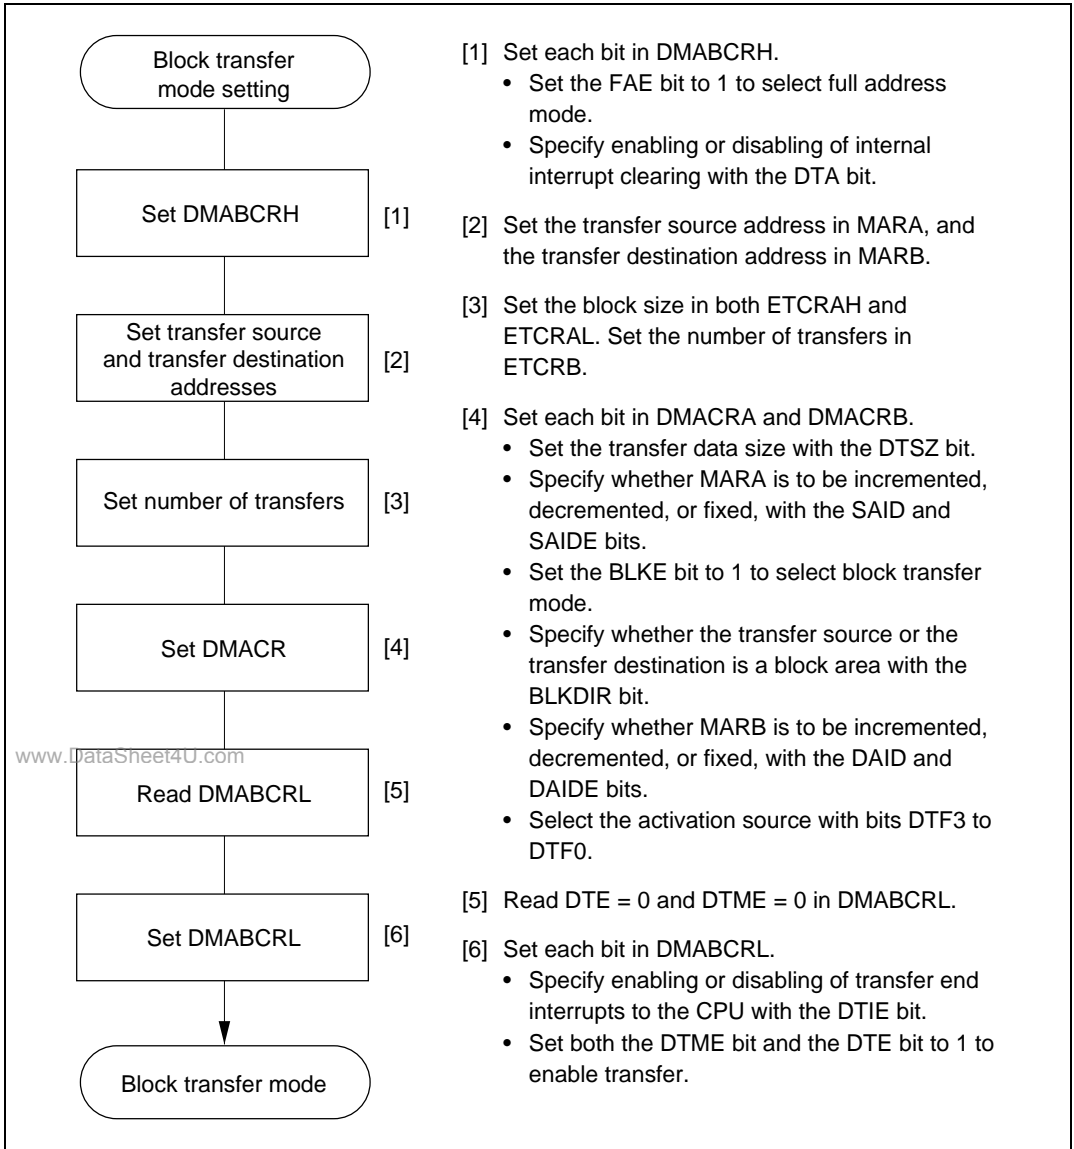 Block transfer
mode setting
Set DMABCRH [1]
Set transfer source
and transfer destination
addresses
[2]
Set number of transfers [3]
Set DMACR [4]
www.DataSheet4U.com
Read DMABCRL [5]
Set DMABCRL [6]
Block transfer mode
[1] Set each bit in DMABCRH.
• Set the FAE bit to 1 to select full address
mode.
• Specify enabling or disabling of internal
interrupt clearing with the DTA bit.
[2] Set the transfer source address in MARA, and
the transfer destination address in MARB.
[3] Set the block size in both ETCRAH and
ETCRAL. Set the number of transfers in
ETCRB.
[4] Set each bit in DMACRA and DMACRB.
• Set the transfer data size with the DTSZ bit.
• Specify whether MARA is to be incremented,
decremented, or fixed, with the SAID and
SAIDE bits.
• Set the BLKE bit to 1 to select block transfer
mode.
• Specify whether the transfer source or the
transfer destination is a block area with the
BLKDIR bit.
• Specify whether MARB is to be incremented,
decremented, or fixed, with the DAID and
DAIDE bits.
• Select the activation source with bits DTF3 to
DTF0.
[5] Read DTE = 0 and DTME = 0 in DMABCRL.
[6] Set each bit in DMABCRL.
• Specify enabling or disabling of transfer end
interrupts to the CPU with the DTIE bit.
• Set both the DTME bit and the DTE bit to 1 to
enable transfer.